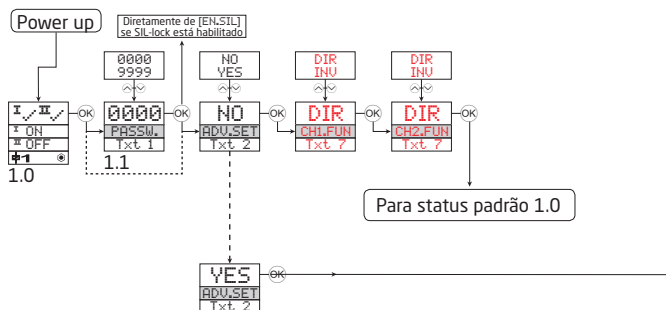 Power up
Diretamente de [EN.SIL]
se SIL-lock está habilitado
0000
9999
NO
YES
DIR
INV
DIR
INV
I ON
II OFF
1.0
OK
0000
PASSW.
Txt 1
1.1
OK
NO
ADV.SET
Txt 2
OK
DIR
CH1.FUN
Txt 7
OK
DIR
CH2.FUN
Txt 7
OK
Para status padrão 1.0
YES
ADV.SET
Txt 2
OK